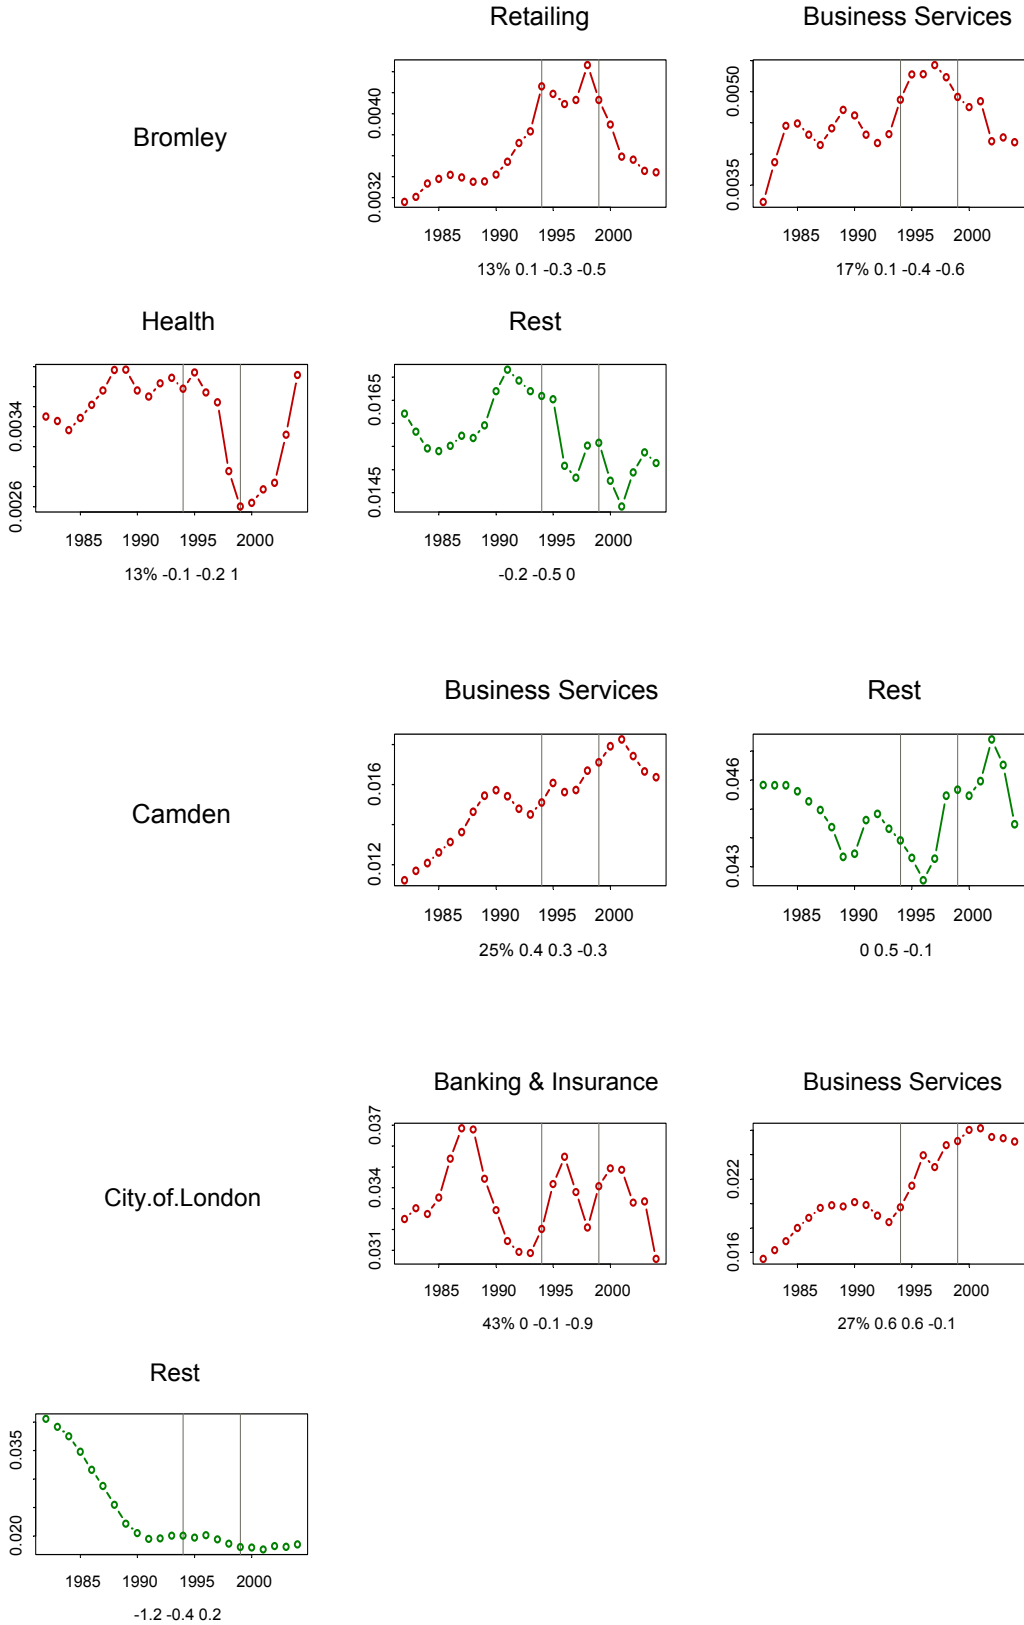 Retailing
Business Services
Bromley
0.0032 0.0040
1985 1990 1995 2000
13% 0.1 -0.3 -0.5
0.0035 0.0050
1985 1990 1995 2000
17% 0.1 -0.4 -0.6
Health
Rest
0.0026 0.0034
1985 1990 1995 2000
13% -0.1 -0.2 1
0.0145 0.0165
1985 1990 1995 2000
-0.2 -0.5 0
Business Services
Rest
Camden
0.012 0.016
1985 1990 1995 2000
25% 0.4 0.3 -0.3
0.043 0.046
1985 1990 1995 2000
0 0.5 -0.1
Banking & Insurance
Business Services
City.of.London
0.031 0.034 0.037
1985 1990 1995 2000
43% 0 -0.1 -0.9
0.016 0.022
1985 1990 1995 2000
27% 0.6 0.6 -0.1
Rest
0.020 0.035
1985 1990 1995 2000
-1.2 -0.4 0.2